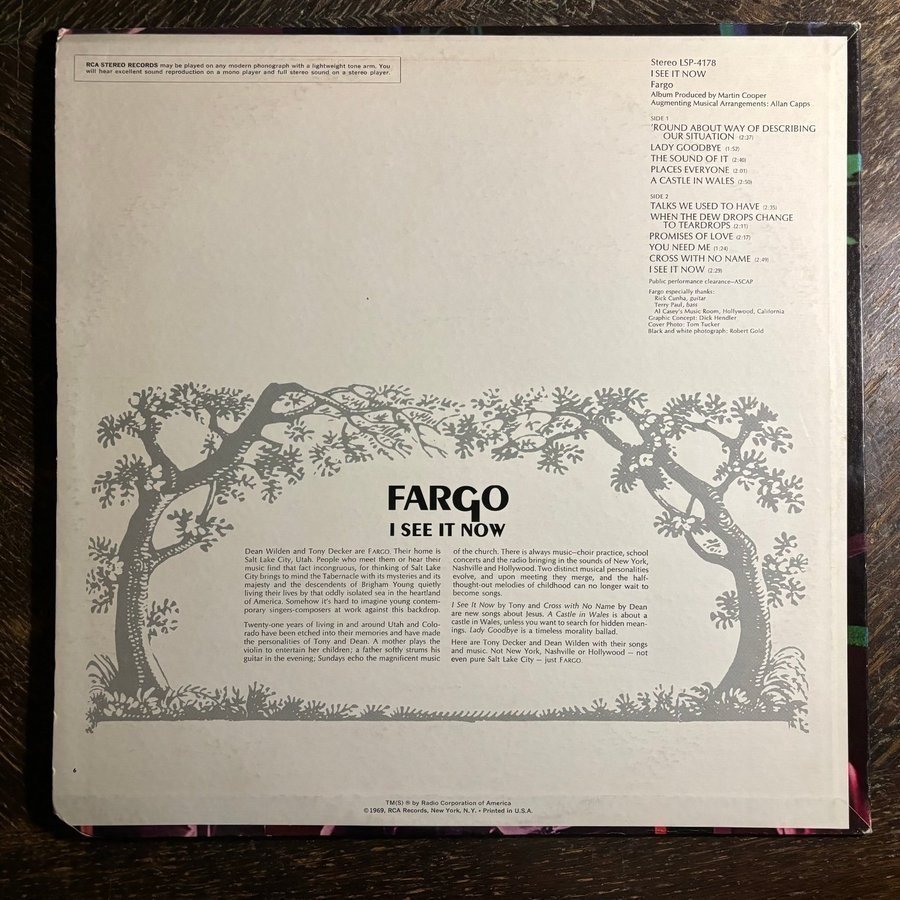 RCA STEREO RECORDS may be played on any modern phonograph with a lightweight tone arm. You
will hear excellent sound reproduction on a mono player and full stereo sound on a stereo player.
Stereo LSP-4178
I SEE IT NOW
Fargo
Album Produced by Martin Cooper
Augmenting Musical Arrangements: Allan Capps
SIDE 1
'ROUND ABOUT WAY OF DESCRIBING
OUR SITUATION (2:37)
LADY GOODBYE (1:52)
THE SOUND OF IT (2:40)
PLACES EVERYONE (2:01)
A CASTLE IN WALES (2:50)
SIDE 2
TALKS WE USED TO HAVE (2:35)
WHEN THE DEW DROPS CHANGE
TO TEARDROPS (2:11)
PROMISES OF LOVE (2:17)
YOU NEED ME (1:24)
CROSS WITH NO NAME (2:49)
I SEE IT NOW (2:29)
Public performance clearance—ASCAP
Fargo especially thanks:
Rick Cunha, guitar
Terry Paul, bass
Al Casey's Music Room, Hollywood, California
Graphic Concept: Dick Hendler
Cover Photo: Tom Tucker
Black and white photograph: Robert Gold
FARGO
I SEE IT NOW
Dean Wilden and Tony Decker are FARGO. Their home is
Salt Lake City, Utah. People who meet them or hear their
music find that fact incongruous, for thinking of Salt Lake
City brings to mind the Tabernacle with its mysteries and its
majesty and the descendents of Brigham Young quietly
living their lives by that oddly isolated sea in the heartland
of America. Somehow it's hard to imagine young contem-
porary singers-composers at work against this backdrop.
Twenty-one years of living in and around Utah and Colo-
rado have been etched into their memories and have made
the personalities of Tony and Dean. A mother plays the
violin to entertain her children; a father softly strums his
guitar in the evening; Sundays echo the magnificent music
of the church. There is always music—choir practice, school
concerts and the radio bringing in the sounds of New York,
Nashville and Hollywood. Two distinct musical personalities
evolve, and upon meeting they merge, and the half-
thought-out melodies of childhood can no longer wait to
become songs.
I See It Now by Tony and Cross with No Name by Dean
are new songs about Jesus. A Castle in Wales is about a
castle in Wales, unless you want to search for hidden mean-
ings. Lady Goodbye is a timeless morality ballad.
Here are Tony Decker and Dean Wilden with their songs
and music. Not New York, Nashville or Hollywood — not
even pure Salt Lake City — just FARGO
6
TM(S) ® by Radio Corporation of America
© 1969, RCA Records, New York, N.Y. • Printed in U.S.A.